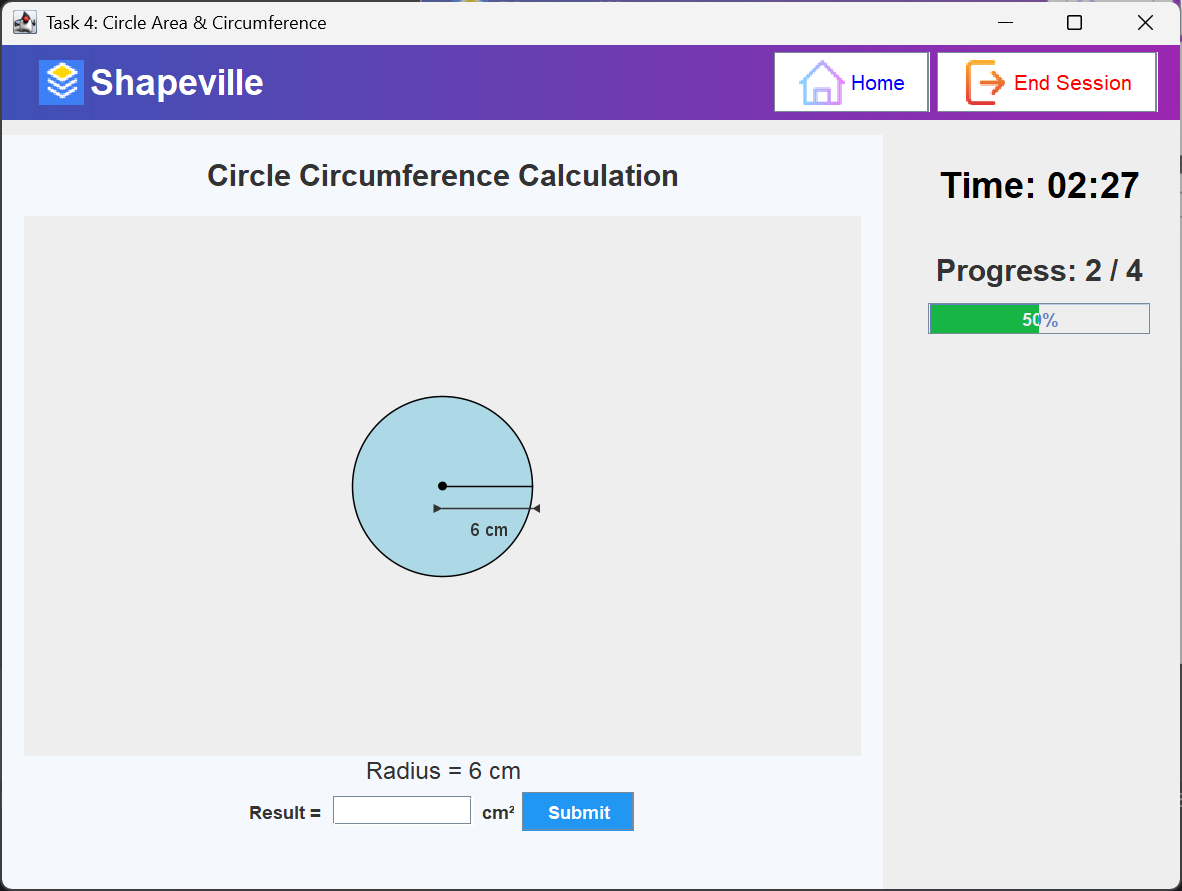 Task 4: Circle Area & Circumference
Shapeville
Home
End Session
Circle Circumference Calculation
Time: 02:27
Progress: 2 / 4
50%
6 cm
Radius = 6 cm
Result =
cm²
Submit